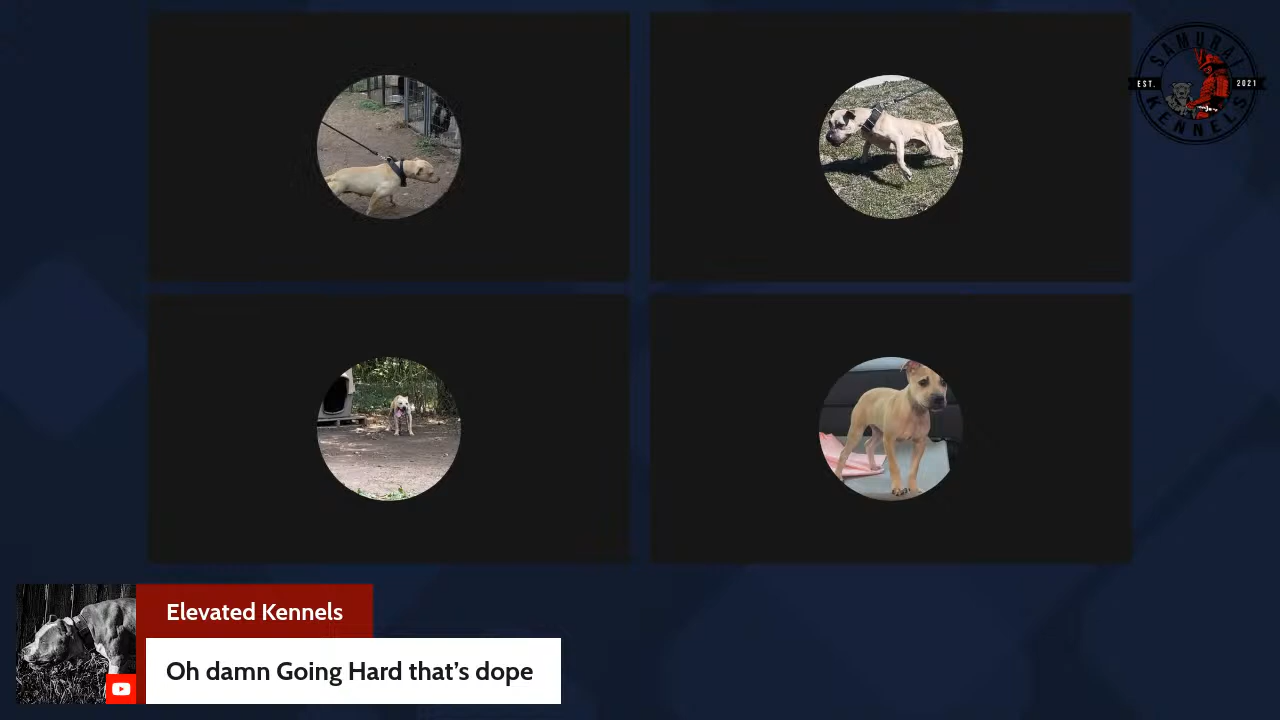 SAMURAI
EST. 2021
KENNELS
Elevated Kennels
Oh damn Going Hard that's dope